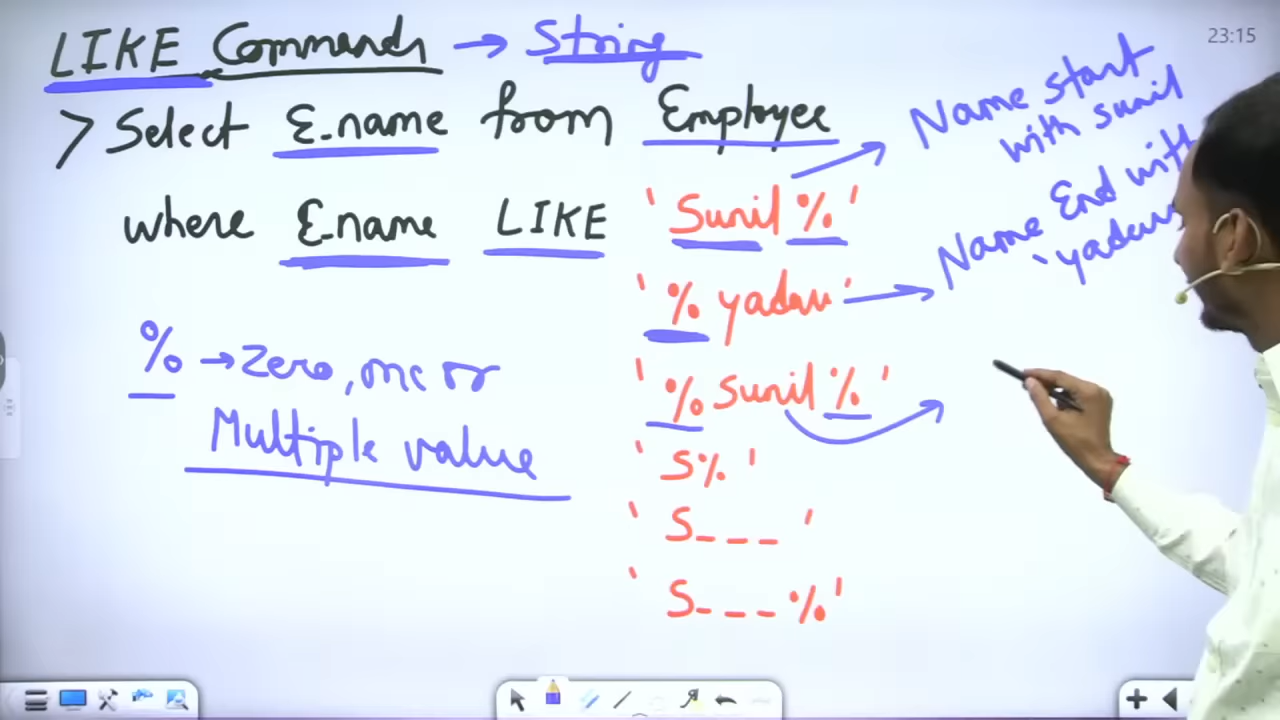 LIKE Commands → String
23:15
> Select E_name from Employee
where E_name LIKE 'Sunil %'
Name start
with sunil
'% yadav'
Name End with
'yadav
'% Sunil %'
% → Zero, one or
Multiple value
'S%'
'S_ _ _ '
'S_ _ _ %'